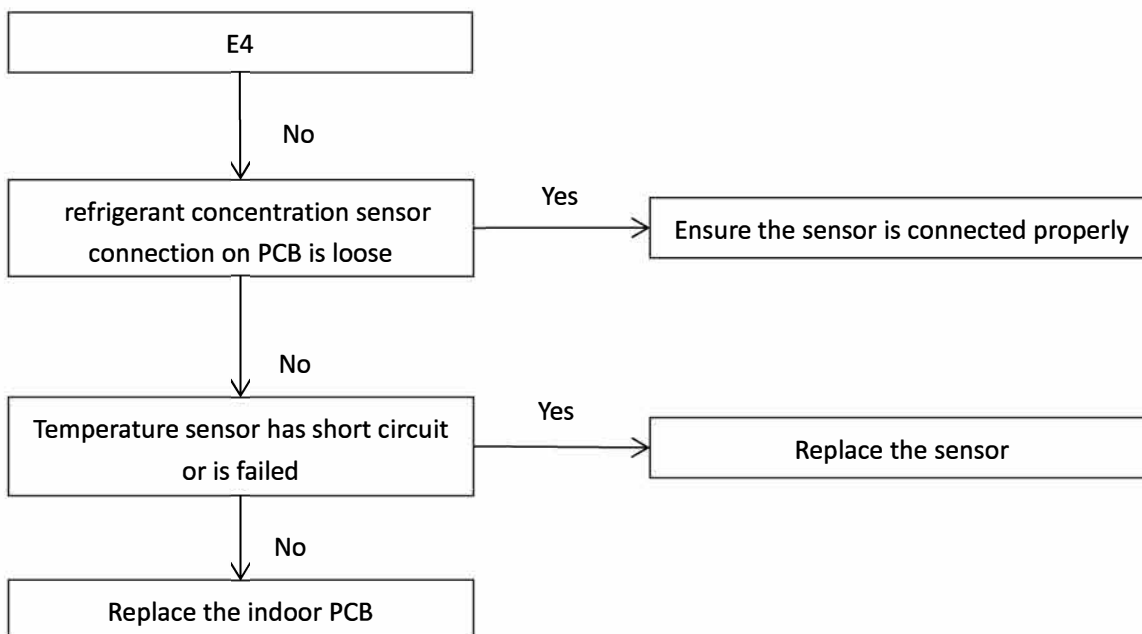 E4
No
refrigerant concentration sensor
connection on PCB is loose
Yes
Ensure the sensor is connected properly
No
Temperature sensor has short circuit
or is failed
Yes
Replace the sensor
No
Replace the indoor PCB